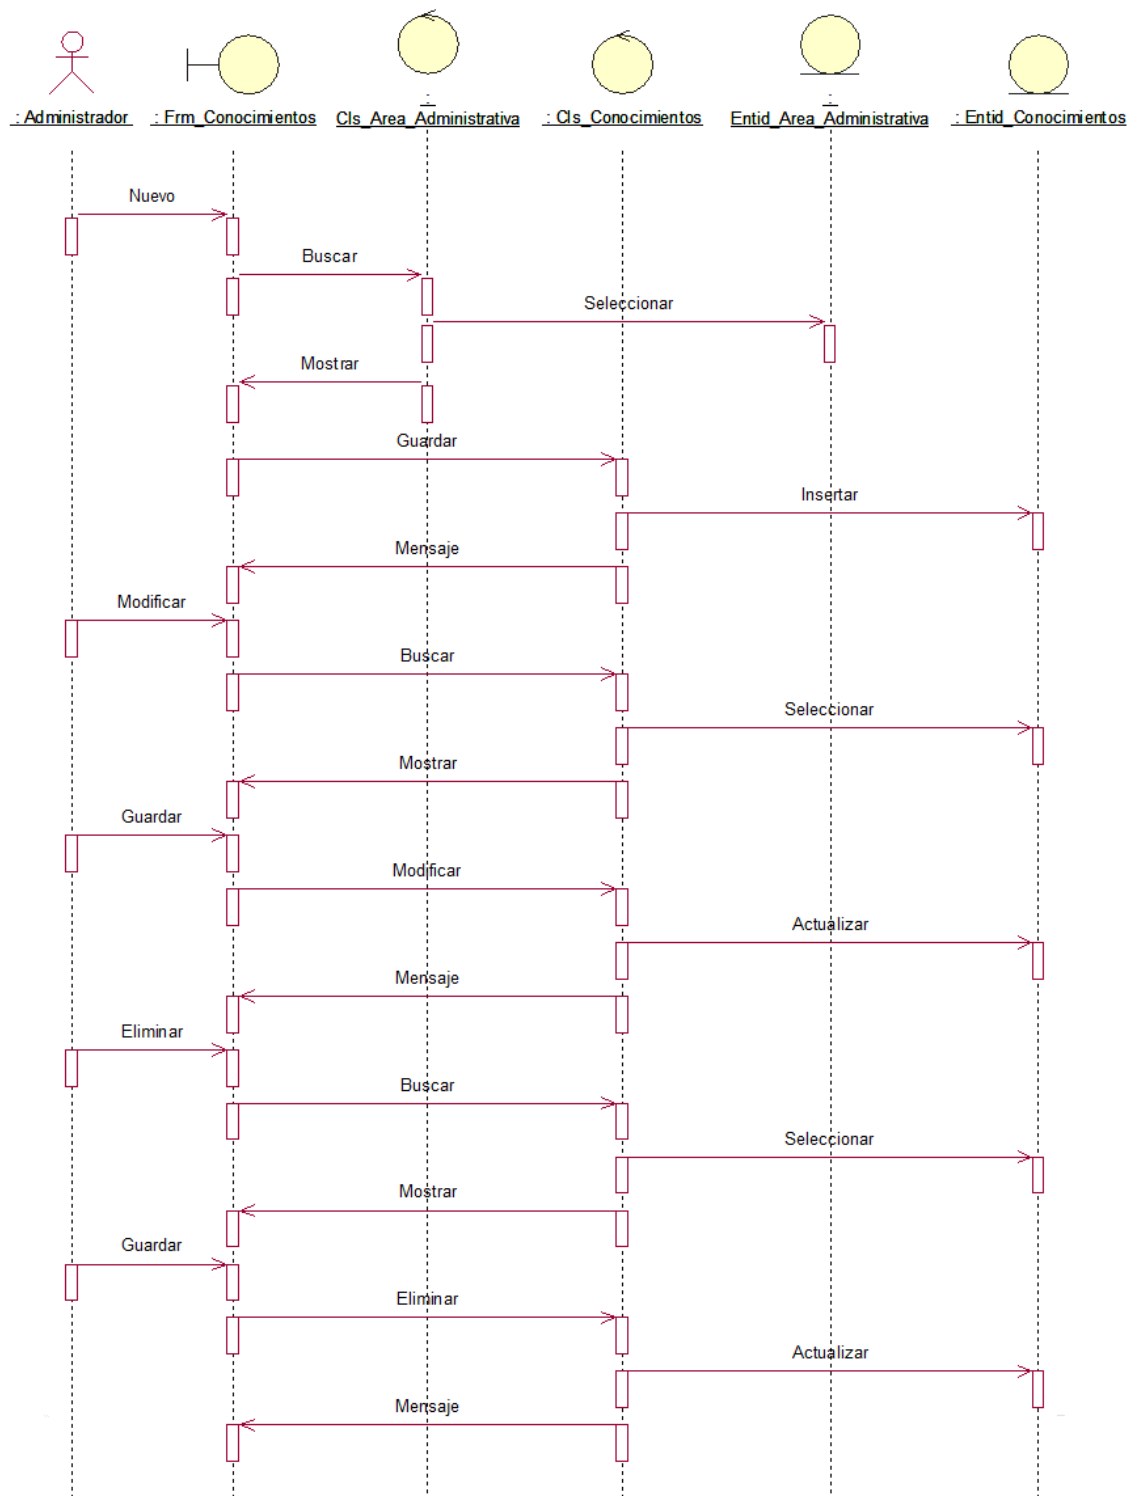 : Administrador
: Frm_Conocimientos
:
Cls_Area_Administrativa
: Cls_Conocimientos
:
Entid_Area_Administrativa
: Entid_Conocimientos
Nuevo
Buscar
Seleccionar
Mostrar
Guardar
Insertar
Mensaje
Modificar
Buscar
Seleccionar
Mostrar
Guardar
Modificar
Actualizar
Mensaje
Eliminar
Buscar
Seleccionar
Mostrar
Guardar
Eliminar
Actualizar
Mensaje